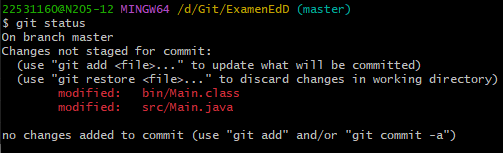 22531160@N205-12 MINGW64 /d/Git/ExamenEdD (master)
$ git status
On branch master
Changes not staged for commit:
  (use "git add <file>..." to update what will be committed)
  (use "git restore <file>..." to discard changes in working directory)
        modified:   bin/Main.class
        modified:   src/Main.java

no changes added to commit (use "git add" and/or "git commit -a")